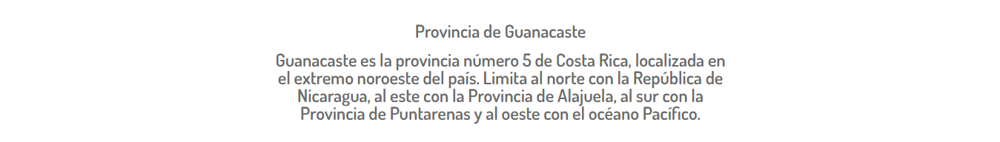 Provincia de Guanacaste
Guanacaste es la provincia número 5 de Costa Rica, localizada en
el extremo noroeste del país. Limita al norte con la República de
Nicaragua, al este con la Provincia de Alajuela, al sur con la
Provincia de Puntarenas y al oeste con el océano Pacífico.